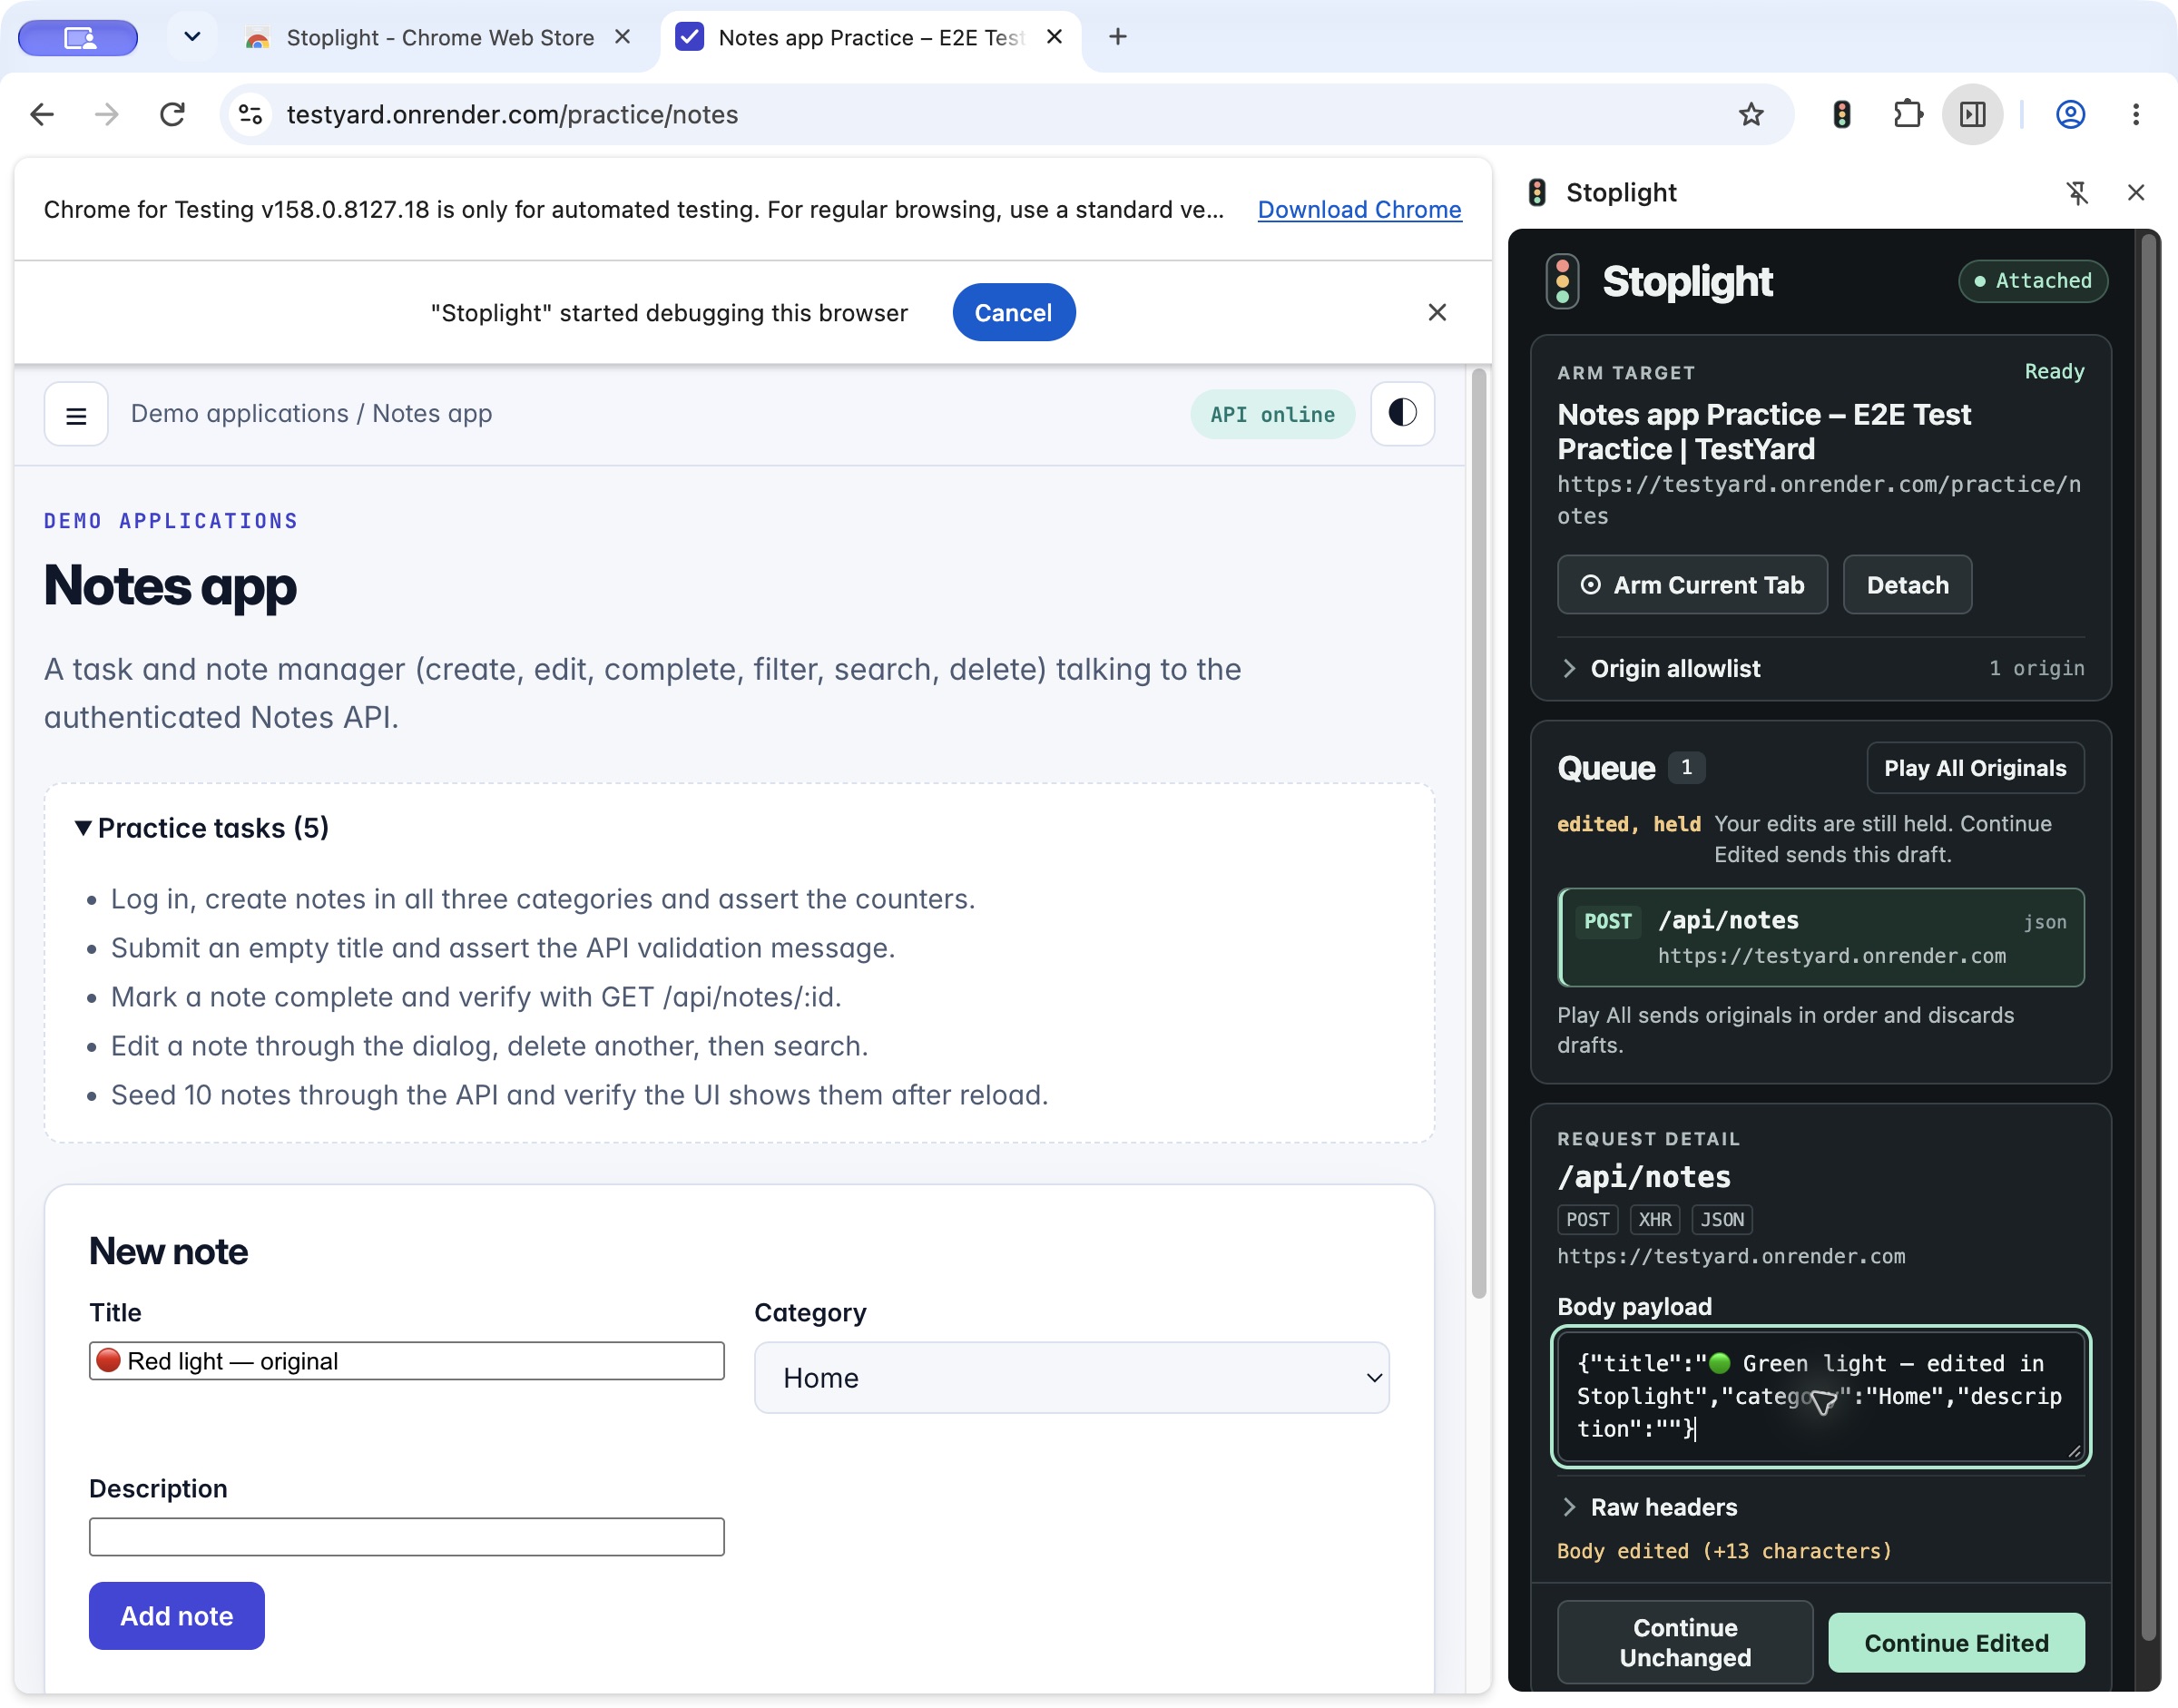 Stoplight - Chrome Web Store
Notes app Practice – E2E Test
testyard.onrender.com/practice/notes
Chrome for Testing v158.0.8127.18 is only for automated testing. For regular browsing, use a standard ve...
Download Chrome
"Stoplight" started debugging this browser
Cancel
Demo applications / Notes app
API online
DEMO APPLICATIONS
Notes app
A task and note manager (create, edit, complete, filter, search, delete) talking to the
authenticated Notes API.
▼ Practice tasks (5)
• Log in, create notes in all three categories and assert the counters.
• Submit an empty title and assert the API validation message.
• Mark a note complete and verify with GET /api/notes/:id.
• Edit a note through the dialog, delete another, then search.
• Seed 10 notes through the API and verify the UI shows them after reload.
New note
Title
🔴 Red light — original
Category
Home
Description
Add note
Stoplight
Stoplight
Attached
ARM TARGET
Ready
Notes app Practice – E2E Test
Practice | TestYard
https://testyard.onrender.com/practice/n
otes
Arm Current Tab
Detach
Origin allowlist
1 origin
Queue 1
Play All Originals
edited, held Your edits are still held. Continue
Edited sends this draft.
POST /api/notes json
https://testyard.onrender.com
Play All sends originals in order and discards
drafts.
REQUEST DETAIL
/api/notes
POST XHR JSON
https://testyard.onrender.com
Body payload
{"title":"🟢 Green light — edited in
Stoplight","category":"Home","descrip
tion":""}
Raw headers
Body edited (+13 characters)
Continue
Unchanged
Continue Edited